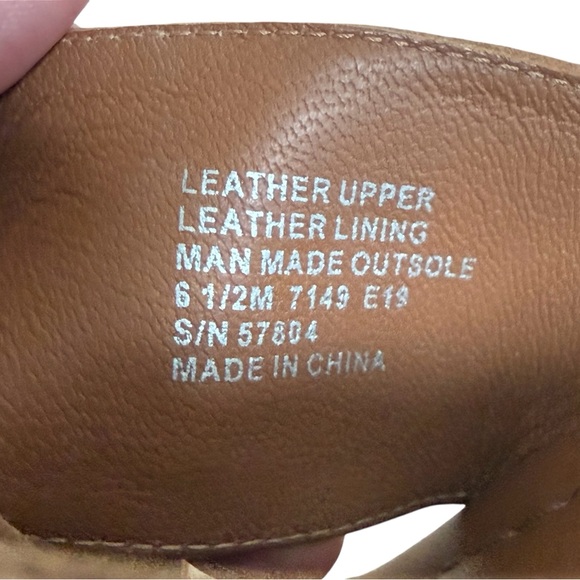 LEATHER UPPER
LEATHER LINING
MAN MADE OUTSOLE
6 1/2M 7149 E19
S/N 57804
MADE IN CHINA